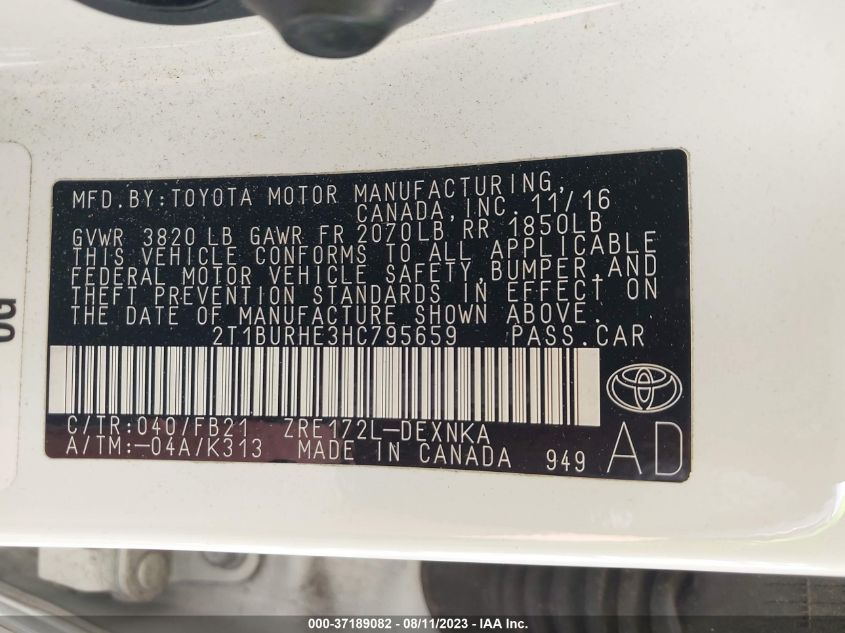 MFD.BY:TOYOTA MOTOR MANUFACTURING,
CANADA,INC. 11/16
GVWR 3820 LB GAWR FR 2070LB RR 1850LB
THIS VEHICLE CONFORMS TO ALL APPLICABLE
FEDERAL MOTOR VEHICLE SAFETY,BUMPER,AND
THEFT PREVENTION STANDARDS IN EFFECT ON
THE DATE OF MANUFACTURE SHOWN ABOVE.
2T1BURHE3HC795659 PASS.CAR
C/TR:040/FB21 ZRE172L-DEXNKA
A/TM:-04A/K313 MADE IN CANADA 949
AD
000-37189082 - 08/11/2023 - IAA Inc.